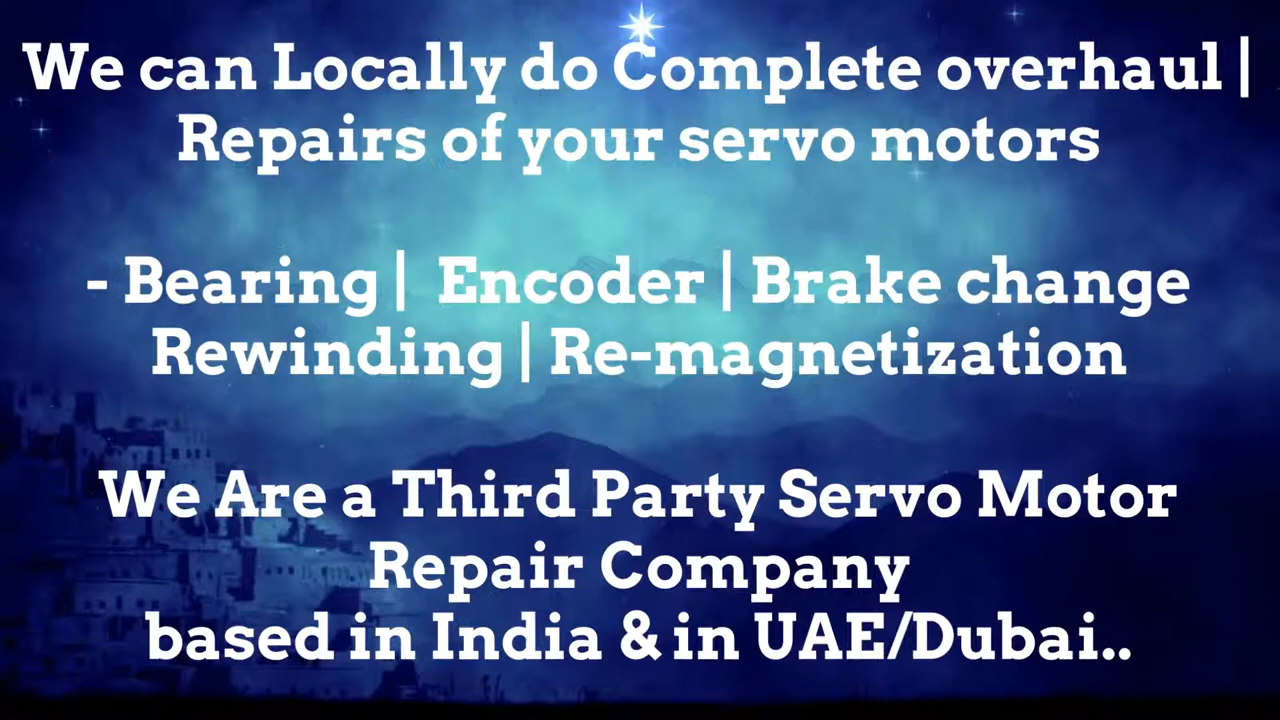 We can Locally do Complete overhaul |
Repairs of your servo motors
- Bearing | Encoder | Brake change
Rewinding | Re-magnetization
We Are a Third Party Servo Motor
Repair Company
based in India & in UAE/Dubai..